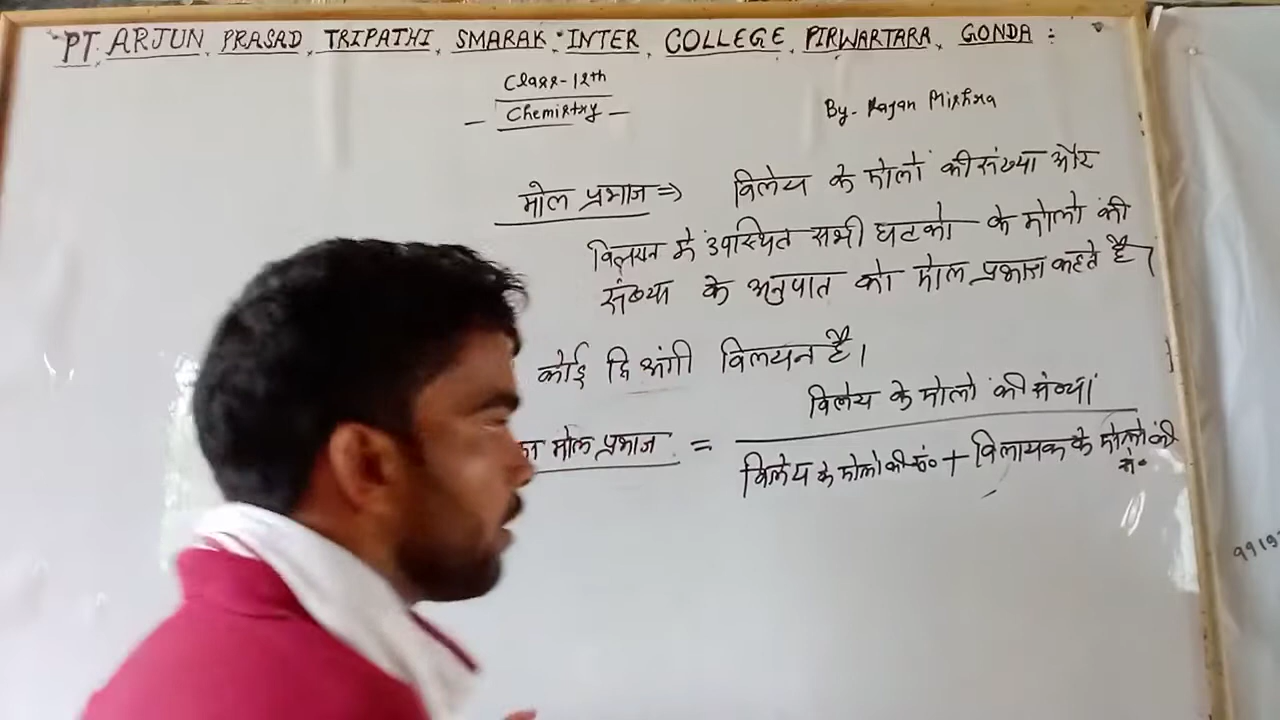 PT. ARJUN PRASAD TRIPATHI SMARAK INTER COLLEGE, PIRWARTARA, GONDA :
Class-12th
- Chemistry -
By- Rajan Mishra
मोल प्रभाज ⇒ विलेय के मोलों की संख्या और
विलयन में उपस्थित सभी घटको के मोलो की
संख्या के अनुपात को मोल प्रभाज कहते है।
कोई द्वि अंगी विलयन है।
मोल प्रभाज = विलेय के मोलो की संख्या
विलेय के मोलो की सं० + विलायक के मोलो की
सं०